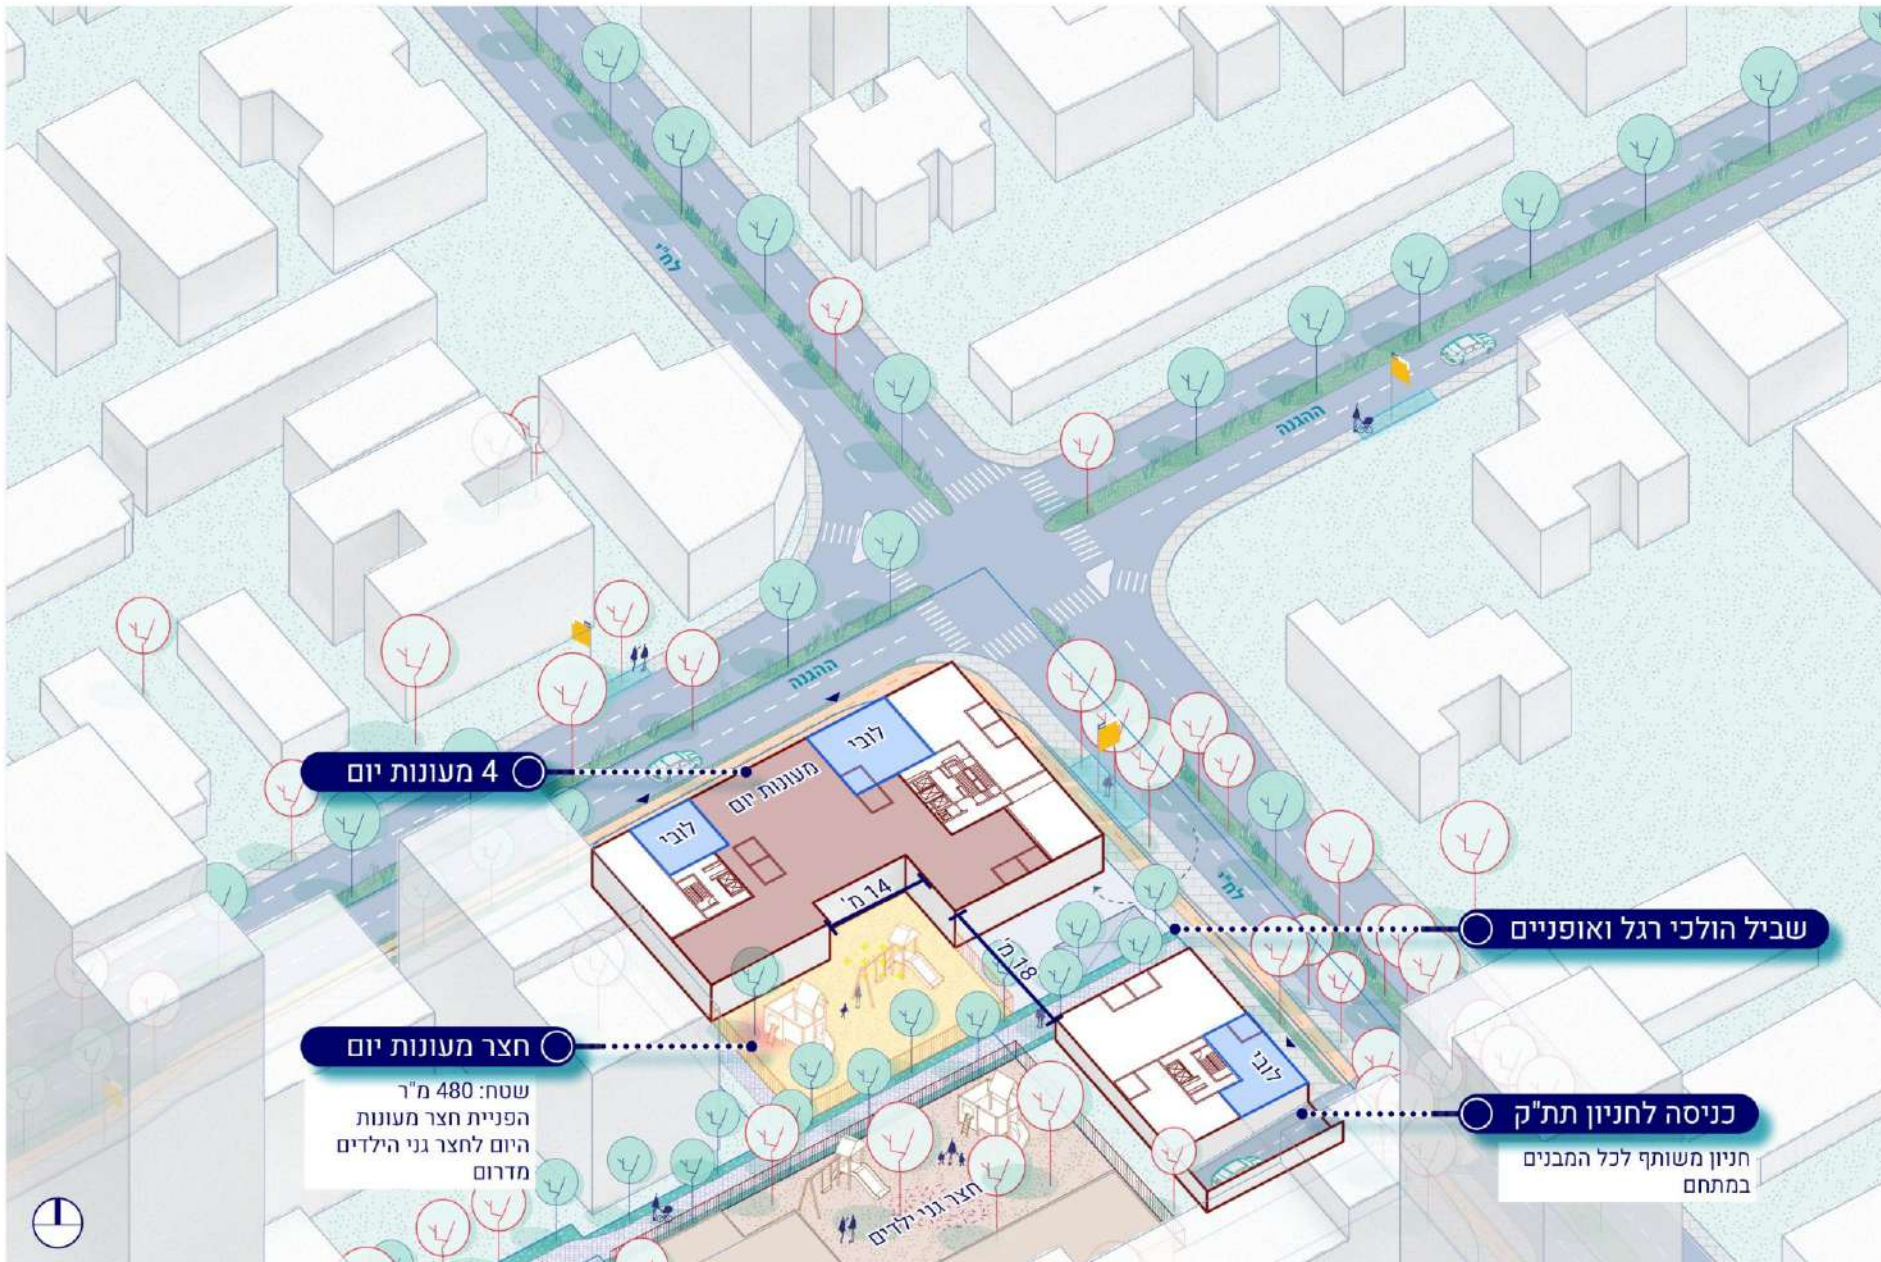 לח"י
ההגנה
ההגנה
לובי
מעונות יום
לובי
4 מעונות יום
14 מ'
18 מ'
לח"י
שביל הולכי רגל ואופניים
חצר מעונות יום
שטח: 480 מ"ר
הפניית חצר מעונות
היום לחצר גני הילדים
מדרום
לובי
כניסה לחניון תת"ק
חניון משותף לכל המבנים
במתחם
חצר גני ילדים